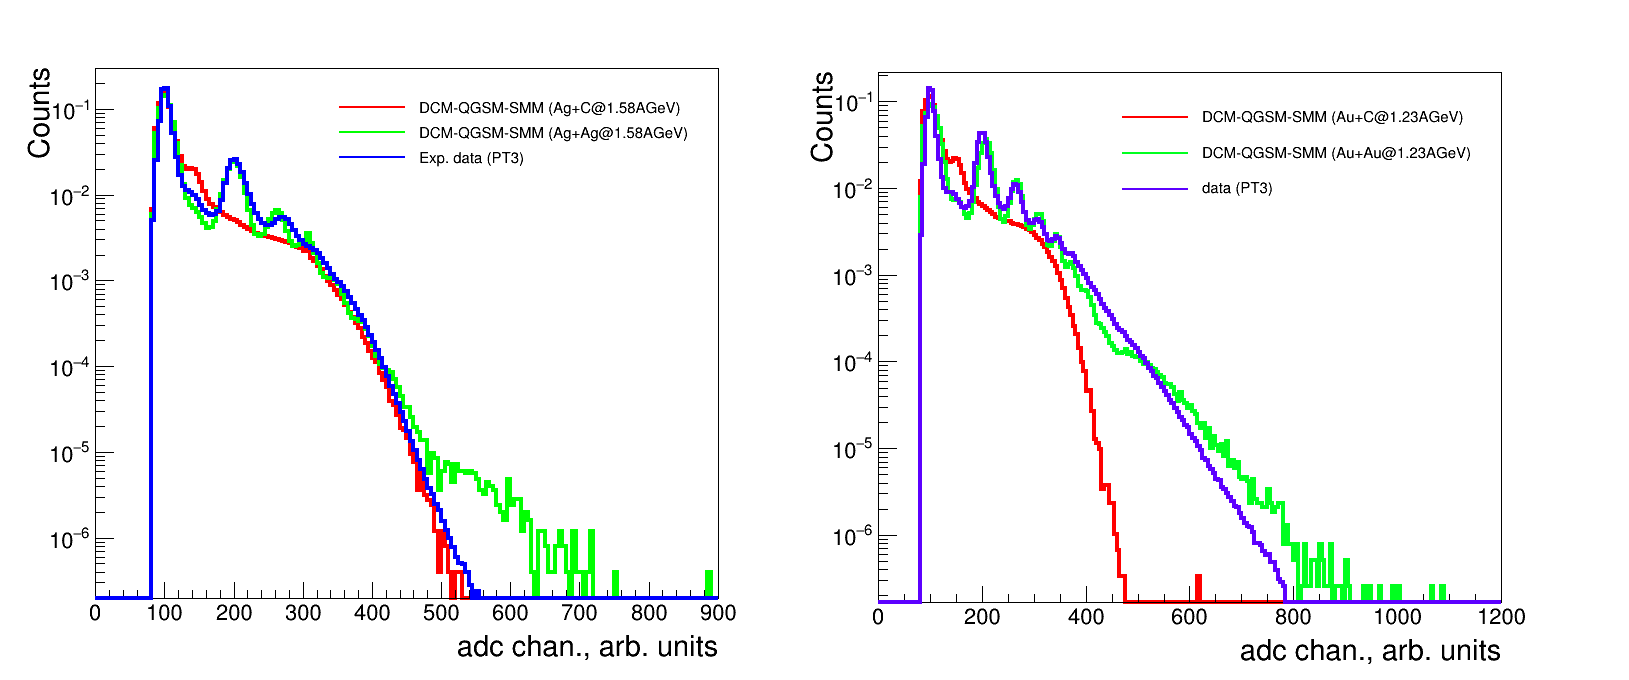 Counts
10⁻¹
10⁻²
10⁻³
10⁻⁴
10⁻⁵
10⁻⁶
DCM-QGSM-SMM (Ag+C@1.58AGeV)
DCM-QGSM-SMM (Ag+Ag@1.58AGeV)
Exp. data (PT3)
0 100 200 300 400 500 600 700 800 900
adc chan., arb. units
Counts
10⁻¹
10⁻²
10⁻³
10⁻⁴
10⁻⁵
10⁻⁶
DCM-QGSM-SMM (Au+C@1.23AGeV)
DCM-QGSM-SMM (Au+Au@1.23AGeV)
data (PT3)
0 200 400 600 800 1000 1200
adc chan., arb. units